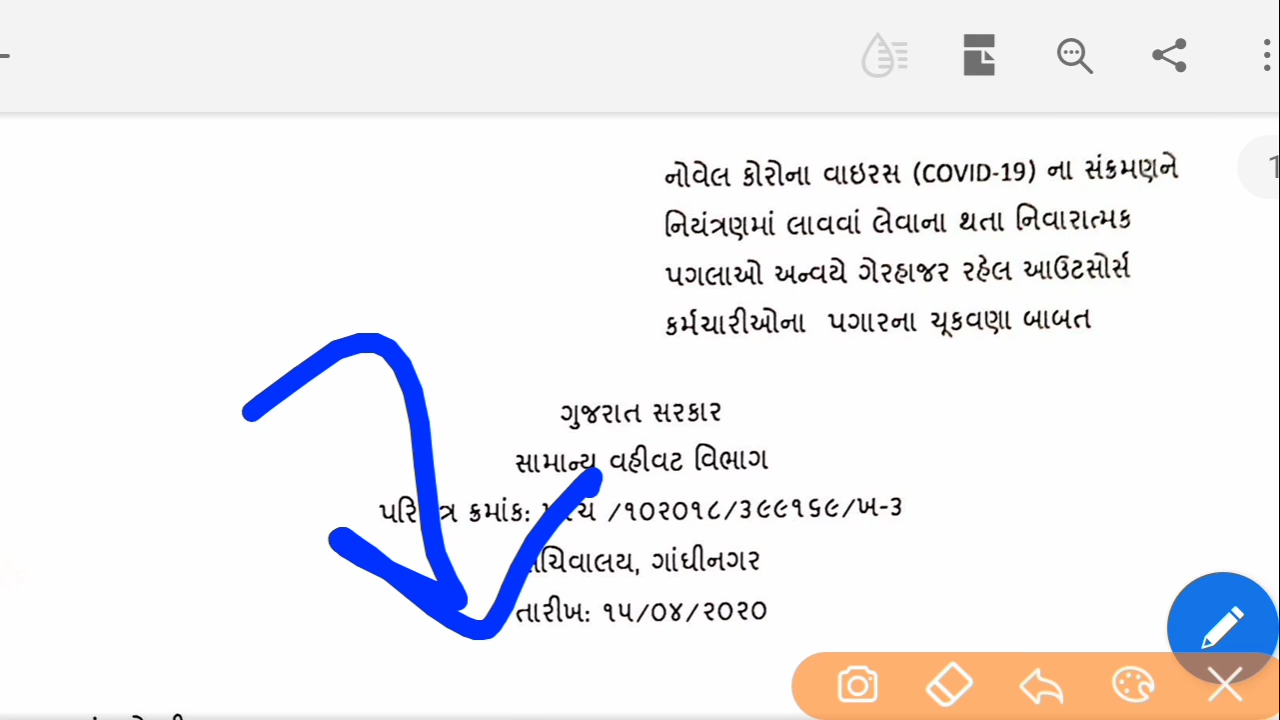 નોવેલ કોરોના વાઇરસ (COVID-19) ના સંક્રમણને
નિયંત્રણમાં લાવવાં લેવાના થતા નિવારાત્મક
પગલાઓ અન્વયે ગેરહાજર રહેલ આઉટસોર્સ
કર્મચારીઓના પગારના ચૂકવણા બાબત
1
ગુજરાત સરકાર
સામાન્ય વહીવટ વિભાગ
ક્રમાંક: /૧૦૨૦૧૮/૩૯૯૧૬૯/ખ-૩
ગાંધીનગર
તારીખ: ૧૫/૦૪/૨૦૨૦